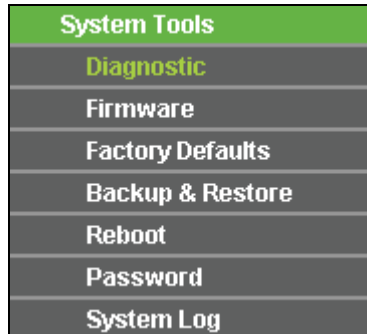 System Tools
Diagnostic
Firmware
Factory Defaults
Backup & Restore
Reboot
Password
System Log